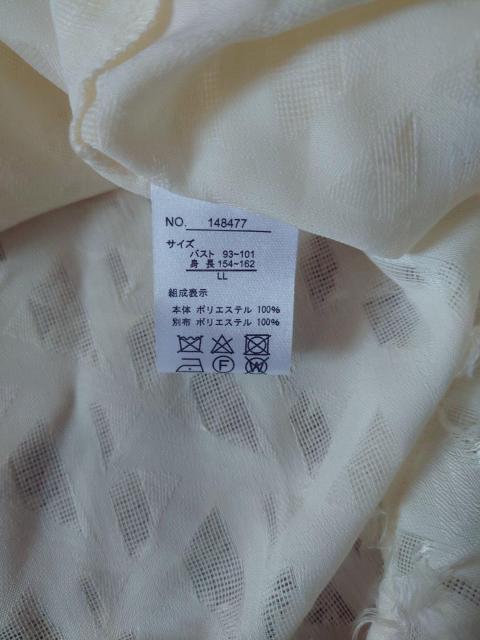 NO. 148477
サイズ
バスト 93~101
身 長 154~162
LL
組成表示
本体 ポリエステル 100%
別布 ポリエステル 100%
F W